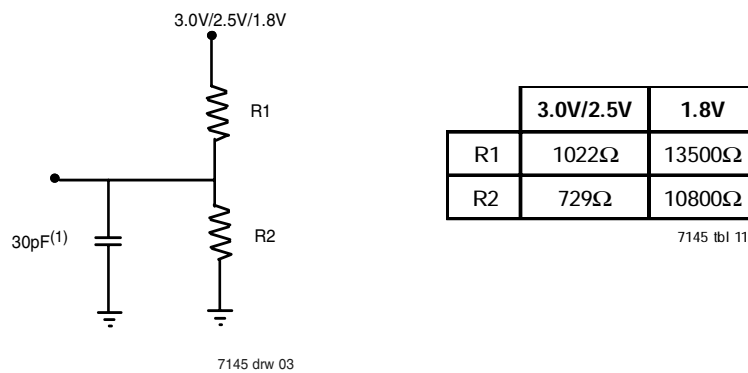 3.0V/2.5V/1.8V
R1
30pF(1)
R2
7145 drw 03
3.0V/2.5V 1.8V
R1 1022Ω 13500Ω
R2 729Ω 10800Ω
7145 tbl 11